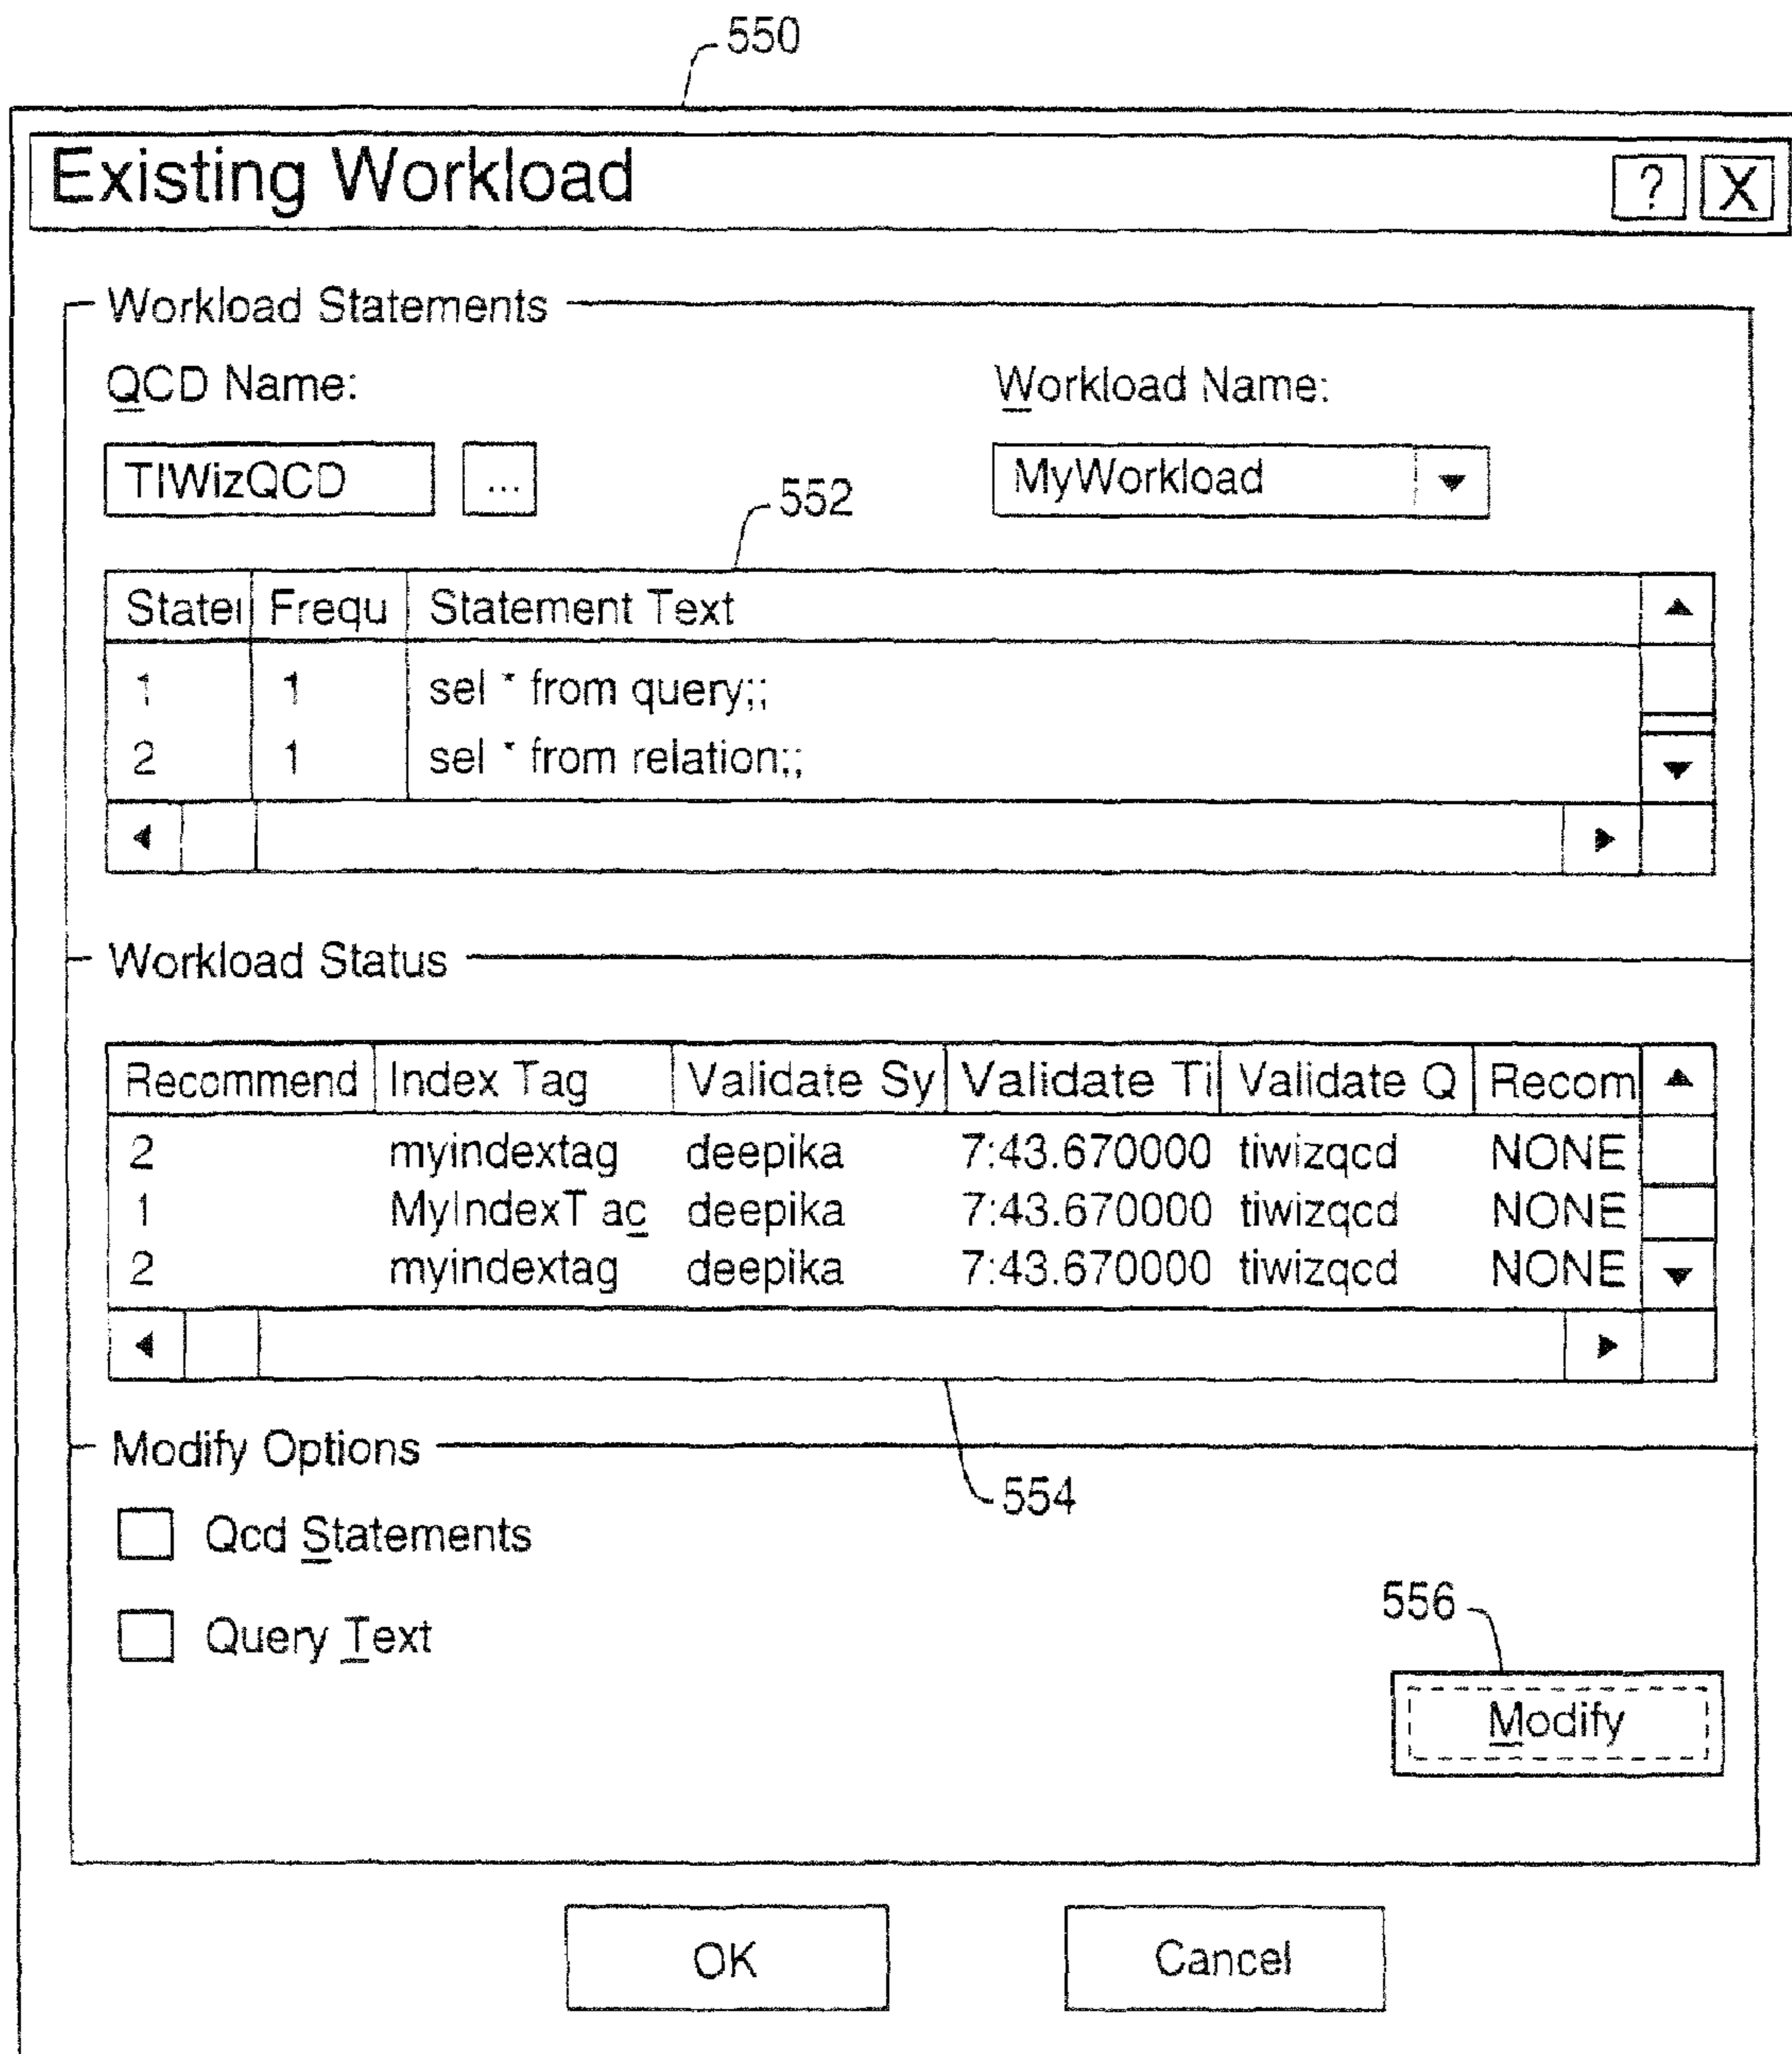 550
Existing Workload ? X
Workload Statements
QCD Name: Workload Name:
TIWizQCD ... MyWorkload
552
Frequ Statement Text
1 1 sel * from query;;
2 1 sel * from relation;;
Workload Status
Recommend Index Tag Validate Sy Validate Ti Validate Q Recom
2 myindextag deepika 7:43.670000 tiwizqcd NONE
1 MyIndexT ac deepika 7:43.670000 tiwizqcd NONE
2 myindextag deepika 7:43.670000 tiwizqcd NONE
Modify Options
554
Qcd Statements
556
Query Text
Modify
OK Cancel